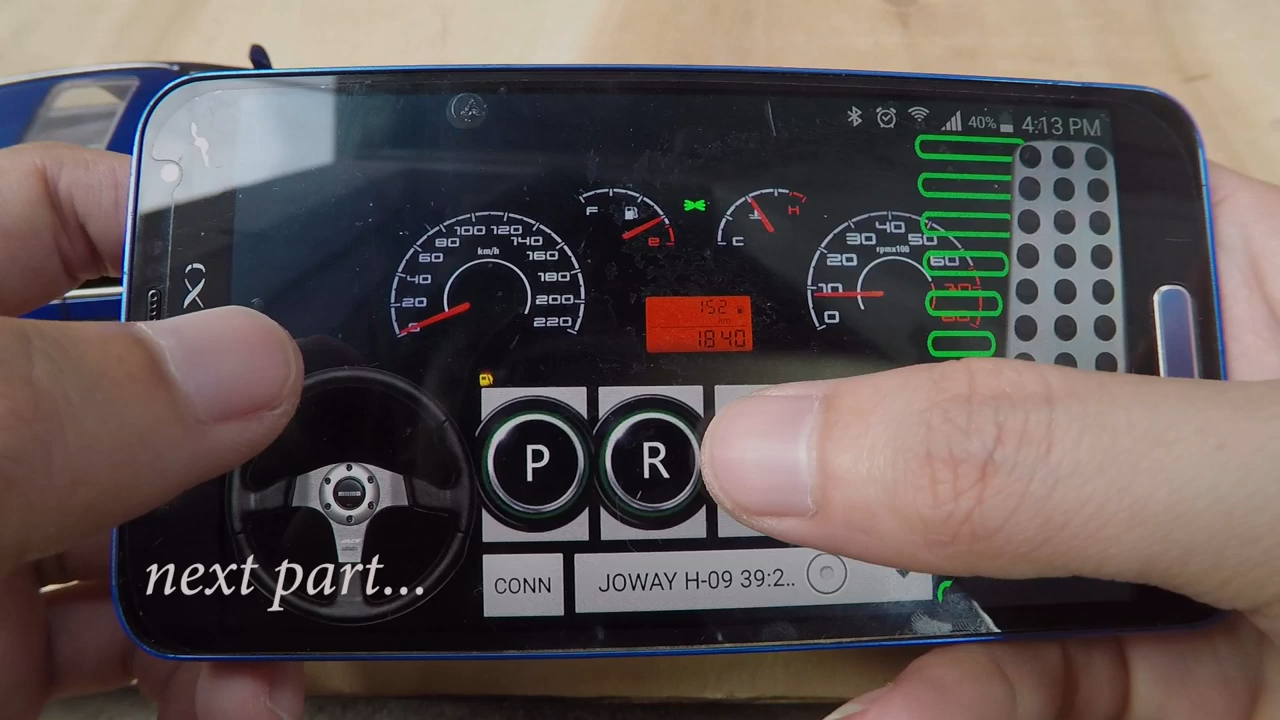 40% 4:13 PM
F e
C H
0 20 40 60 80 100 120 140 160 180 200 220
km/h
0 10 20 30 40 50 60
rpmx100
152
km
1840
P R
CONN JOWAY H-09 39:2..
next part...